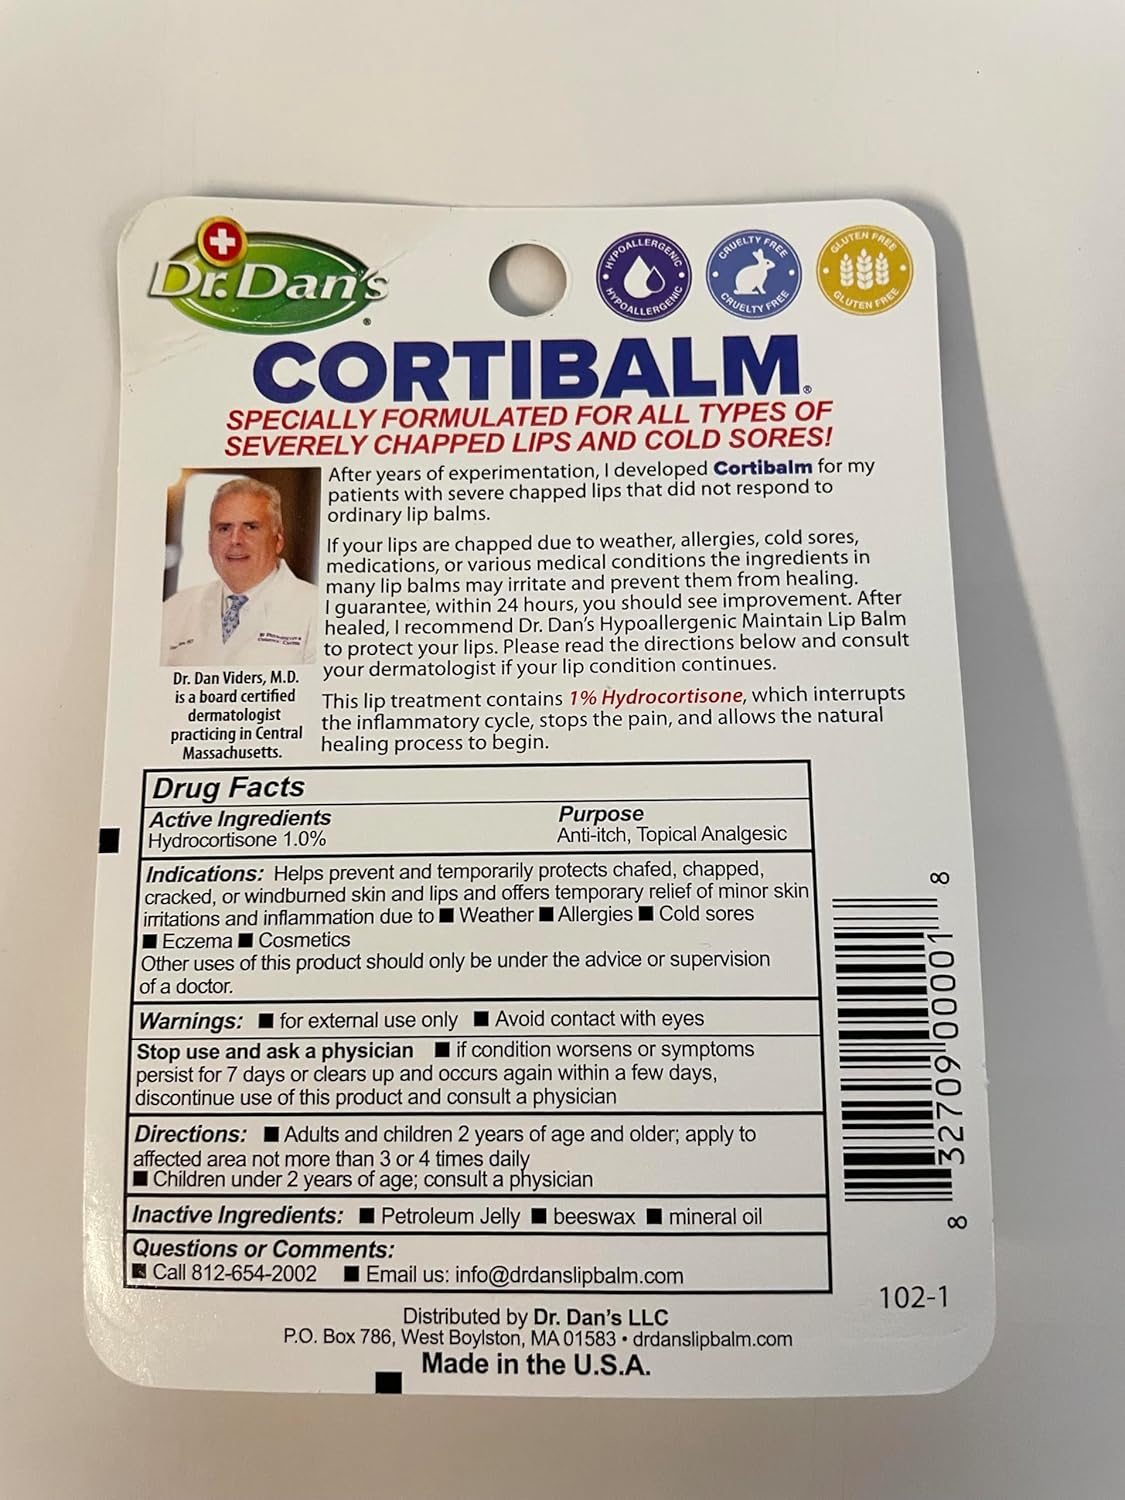 Dr. Dan's®
HYPOALLERGENIC
HYPOALLERGENIC
CRUELTY FREE
CRUELTY FREE
GLUTEN FREE
GLUTEN FREE
CORTIBALM®
SPECIALLY FORMULATED FOR ALL TYPES OF
SEVERELY CHAPPED LIPS AND COLD SORES!
After years of experimentation, I developed Cortibalm for my
patients with severe chapped lips that did not respond to
ordinary lip balms.
If your lips are chapped due to weather, allergies, cold sores,
medications, or various medical conditions the ingredients in
many lip balms may irritate and prevent them from healing.
I guarantee, within 24 hours, you should see improvement. After
healed, I recommend Dr. Dan's Hypoallergenic Maintain Lip Balm
to protect your lips. Please read the directions below and consult
your dermatologist if your lip condition continues.
This lip treatment contains 1% Hydrocortisone, which interrupts
the inflammatory cycle, stops the pain, and allows the natural
healing process to begin.
Dr. Dan Viders, M.D.
is a board certified
dermatologist
practicing in Central
Massachusetts.
Drug Facts
Active Ingredients Purpose
Hydrocortisone 1.0% Anti-itch, Topical Analgesic
Indications: Helps prevent and temporarily protects chafed, chapped,
cracked, or windburned skin and lips and offers temporary relief of minor skin
irritations and inflammation due to ■ Weather ■ Allergies ■ Cold sores
■ Eczema ■ Cosmetics
Other uses of this product should only be under the advice or supervision
of a doctor.
Warnings: ■ for external use only ■ Avoid contact with eyes
Stop use and ask a physician ■ if condition worsens or symptoms
persist for 7 days or clears up and occurs again within a few days,
discontinue use of this product and consult a physician
Directions: ■ Adults and children 2 years of age and older; apply to
affected area not more than 3 or 4 times daily
■ Children under 2 years of age; consult a physician
Inactive Ingredients: ■ Petroleum Jelly ■ beeswax ■ mineral oil
Questions or Comments:
■ Call 812-654-2002 ■ Email us: info@drdanslipbalm.com
8 32709 00001 8
102-1
Distributed by Dr. Dan's LLC
P.O. Box 786, West Boylston, MA 01583 • drdanslipbalm.com
Made in the U.S.A.